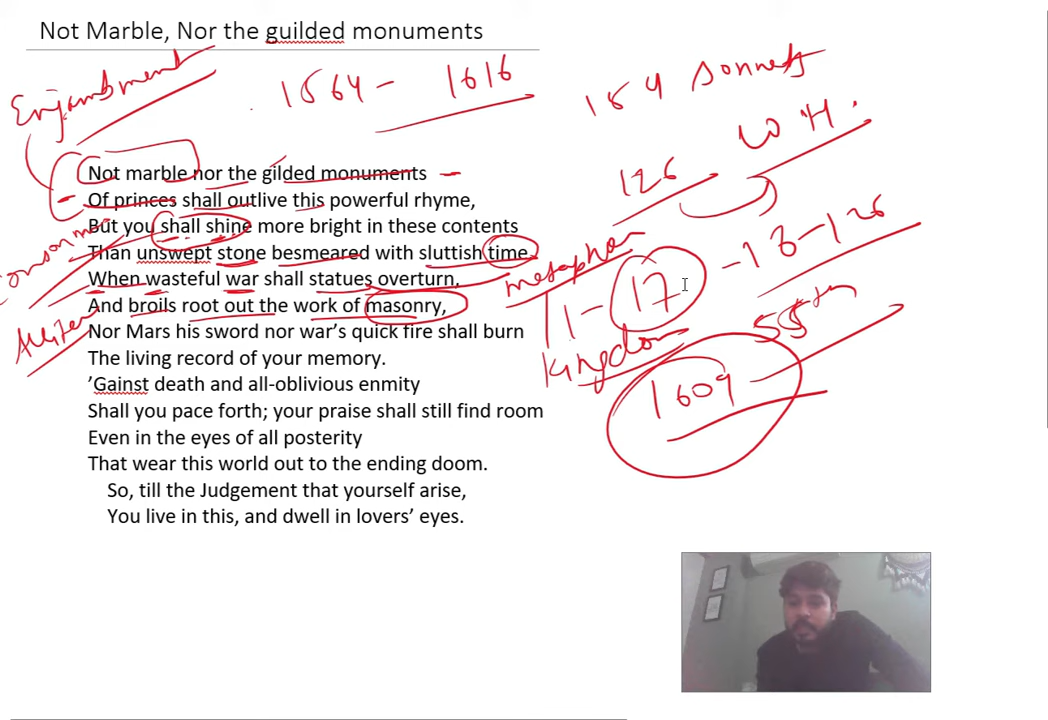 Not Marble, Nor the guilded monuments
Enjambment
1564 - 1616
154 sonnets
W H.
126
Not marble nor the gilded monuments
Of princes shall outlive this powerful rhyme,
But you shall shine more bright in these contents
Than unswept stone besmeared with sluttish time,
When wasteful war shall statues overturn,
And broils root out the work of masonry,
Nor Mars his sword nor war's quick fire shall burn
The living record of your memory.
'Gainst death and all-oblivious enmity
Shall you pace forth; your praise shall still find room
Even in the eyes of all posterity
That wear this world out to the ending doom.
So, till the Judgement that yourself arise,
You live in this, and dwell in lovers' eyes.
metaphor
1 - 17 - 18 - 126
kingdom
55th
1609